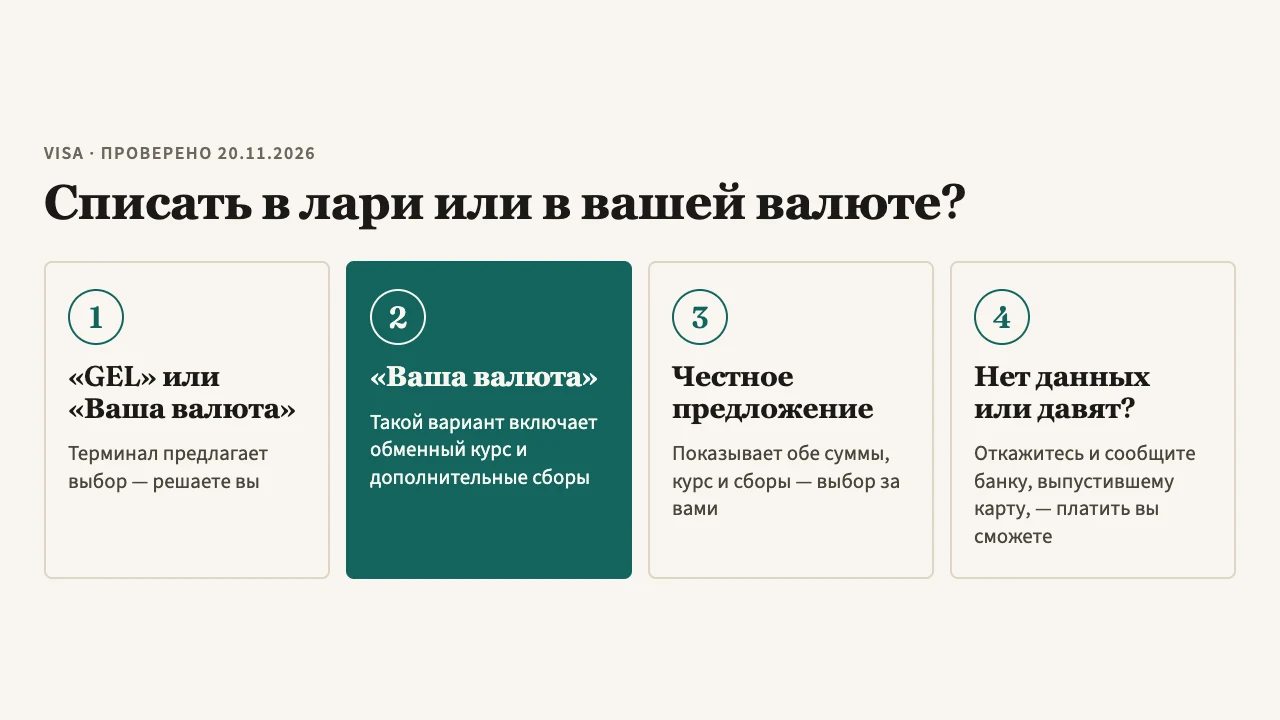 VISA · ПРОВЕРЕНО 20.11.2026
Списать в лари или в вашей валюте?
1
«GEL» или
«Ваша валюта»
Терминал предлагает
выбор — решаете вы
2
«Ваша валюта»
Такой вариант включает
обменный курс и
дополнительные сборы
3
Честное
предложение
Показывает обе суммы,
курс и сборы — выбор за
вами
4
Нет данных
или давят?
Откажитесь и сообщите
банку, выпустившему
карту, — платить вы
сможете